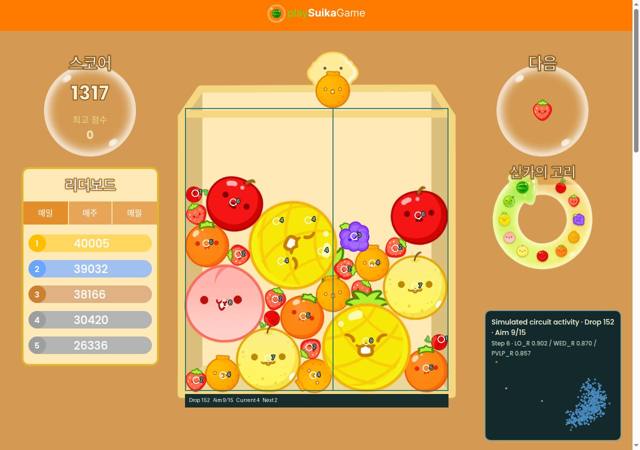 playSuikaGame
스코어
1317
최고 점수
0
리더보드
매일
매주
매월
1 40005
2 39032
3 38166
4 30420
5 26336
다음
신카의 고리
Simulated circuit activity · Drop 152
· Aim 9/15
Step 6 · LO_R 0.902 / WED_R 0.870 /
PVLP_R 0.857
Drop 152 Aim 9/15 Current 4 Next 2